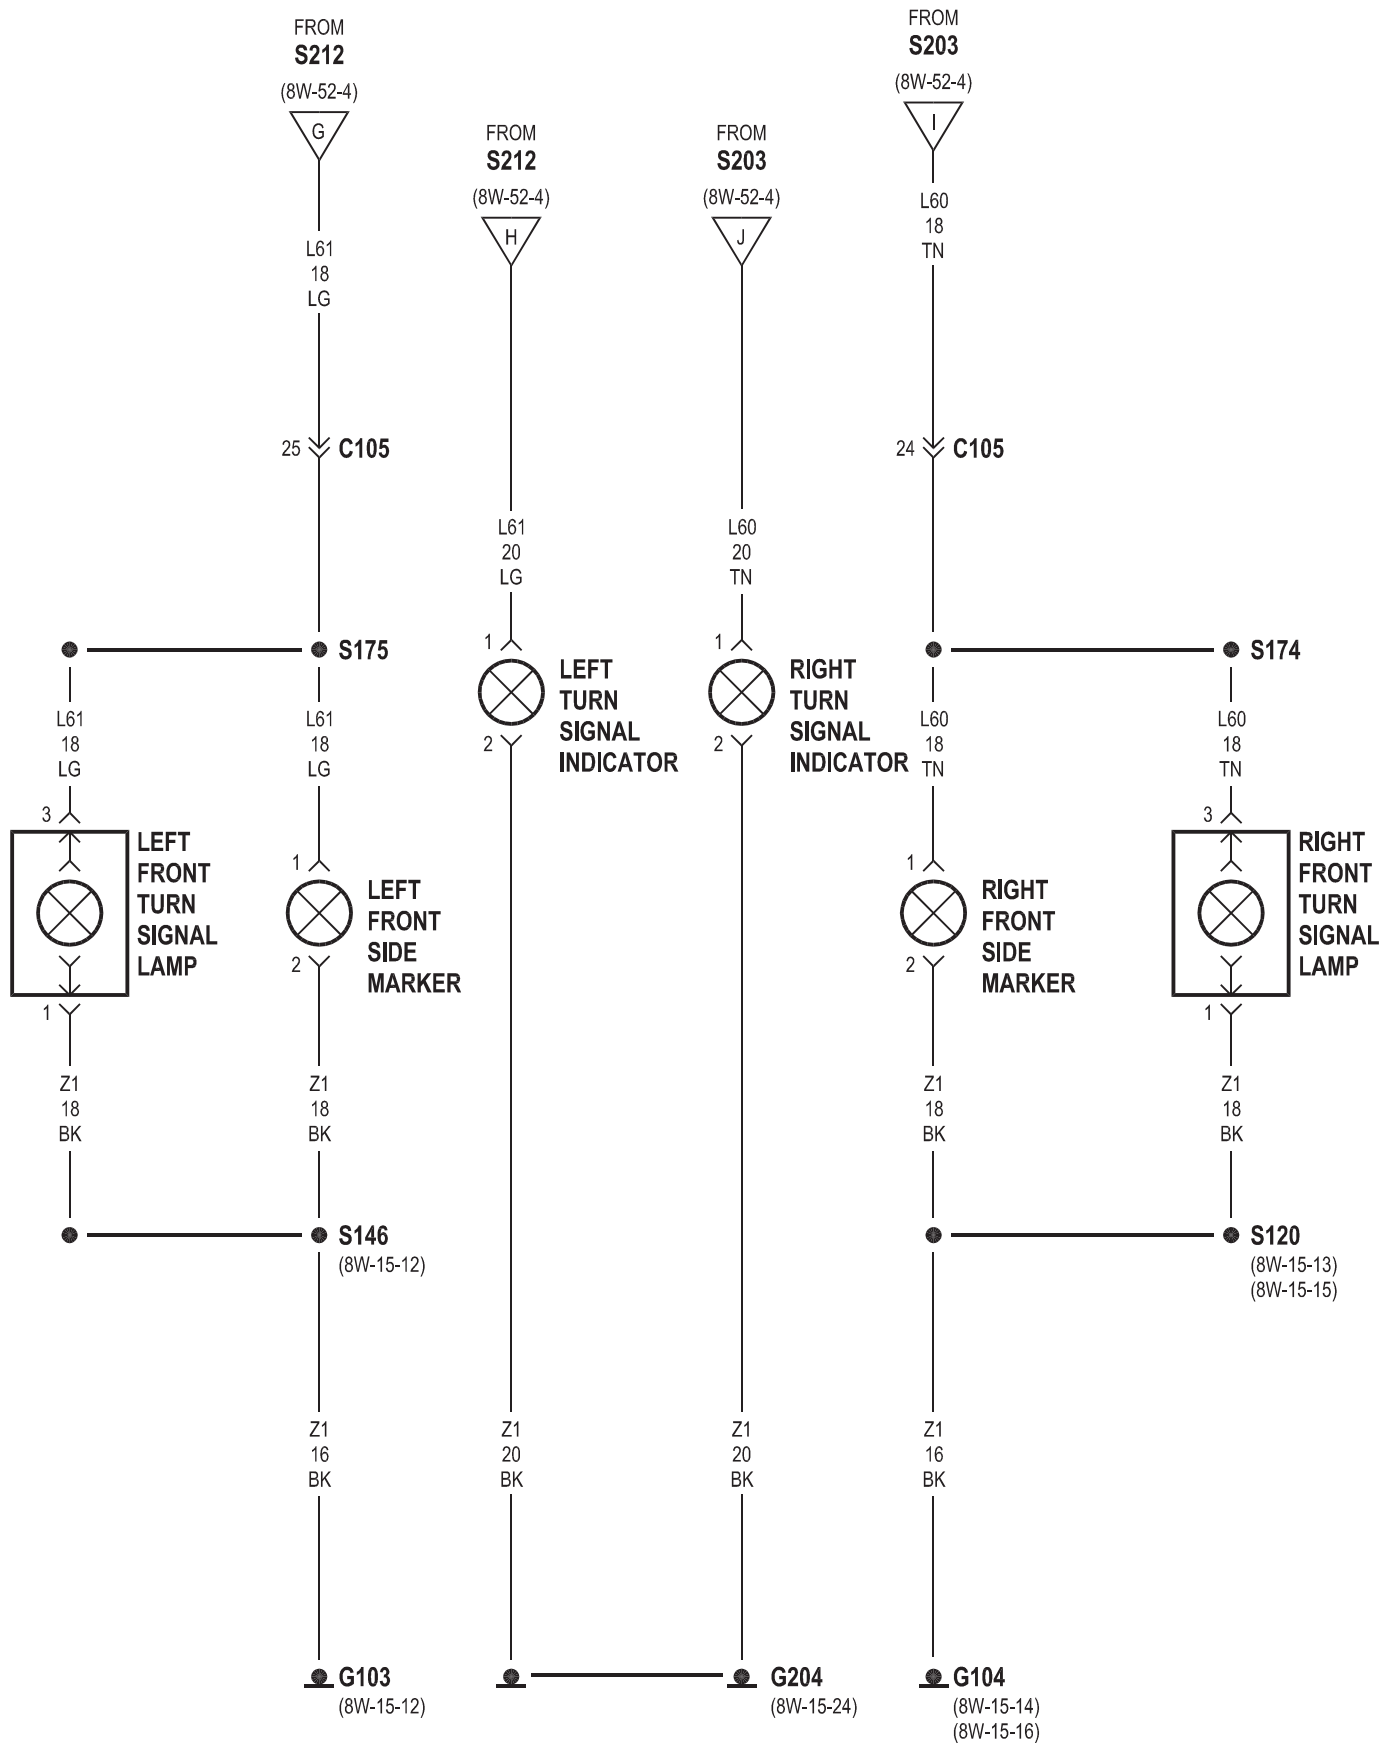 FROM
S212
(8W-52-4)
G
FROM
S212
(8W-52-4)
H
FROM
S203
(8W-52-4)
J
FROM
S203
(8W-52-4)
I
L61
18
LG
L60
18
TN
25 C105
24 C105
L61
20
LG
L60
20
TN
S175
S174
1
LEFT
TURN
SIGNAL
INDICATOR
2
1
RIGHT
TURN
SIGNAL
INDICATOR
2
L61
18
LG
L61
18
LG
L60
18
TN
L60
18
TN
3
LEFT
FRONT
TURN
SIGNAL
LAMP
1
1
LEFT
FRONT
SIDE
MARKER
2
1
RIGHT
FRONT
SIDE
MARKER
2
3
RIGHT
FRONT
TURN
SIGNAL
LAMP
1
Z1
18
BK
Z1
18
BK
Z1
18
BK
Z1
18
BK
S146
(8W-15-12)
S120
(8W-15-13)
(8W-15-15)
Z1
16
BK
Z1
20
BK
Z1
20
BK
Z1
16
BK
G103
(8W-15-12)
G204
(8W-15-24)
G104
(8W-15-14)
(8W-15-16)